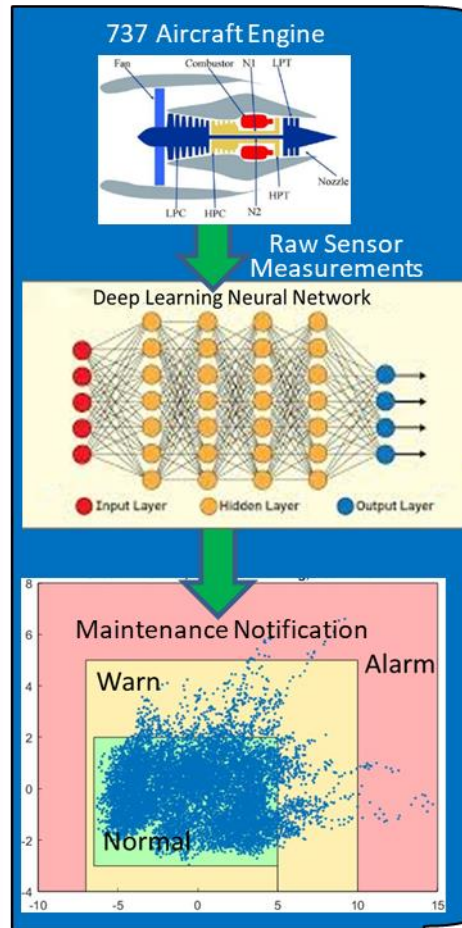 737 Aircraft Engine
Fan
Combustor
N1
LPT
Nozzle
LPC
HPC
N2
HPT
Raw Sensor
Measurements
Deep Learning Neural Network
Input Layer
Hidden Layer
Output Layer
8
Maintenance Notification
6
Alarm
Warn
4
2
0
Normal
-2
-4
-10
-5
0
5
10
15